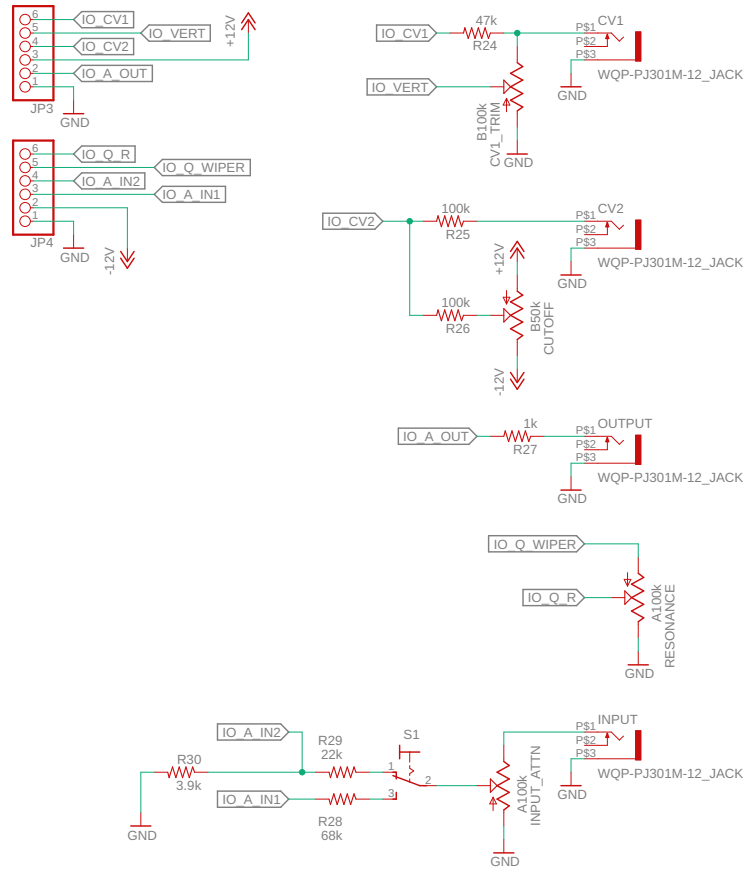 6 IO_CV1
5 IO_VERT
4 IO_CV2
3
2 IO_A_OUT
1
+12V
JP3
GND
6 IO_Q_R
5 IO_Q_WIPER
4 IO_A_IN2
3 IO_A_IN1
2
1
JP4
GND
-12V
IO_CV1
47k
R24
IO_VERT
B100k
CV1_TRIM
GND
CV1
P$1
P$2
P$3
WQP-PJ301M-12_JACK
GND
IO_CV2
100k
R25
100k
R26
+12V
B50k
CUTOFF
-12V
CV2
P$1
P$2
P$3
WQP-PJ301M-12_JACK
GND
IO_A_OUT
1k
R27
OUTPUT
P$1
P$2
P$3
WQP-PJ301M-12_JACK
GND
IO_Q_WIPER
IO_Q_R
A100k
RESONANCE
GND
IO_A_IN2
R30
3.9k
GND
R29
22k
IO_A_IN1
R28
68k
S1
1
2
3
A100k
INPUT_ATTN
GND
INPUT
P$1
P$2
P$3
WQP-PJ301M-12_JACK
GND